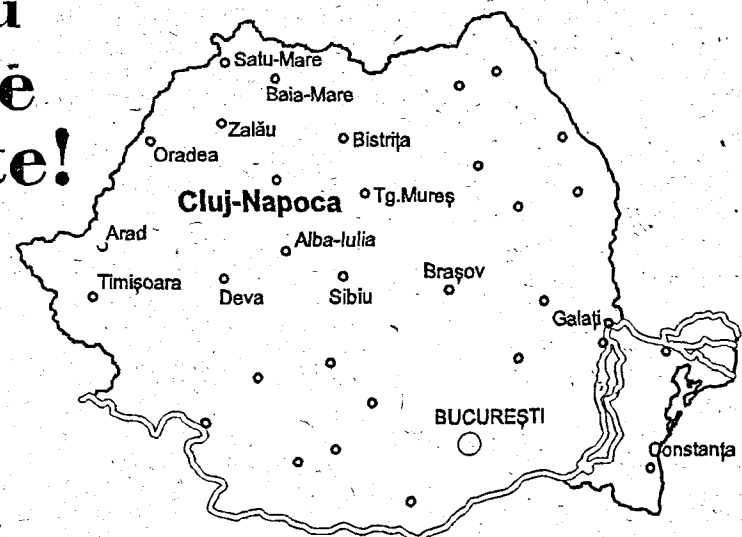 Satu-Mare
Baia-Mare
Zalău
Bistrița
Oradea
Cluj-Napoca
Tg.Mureș
Arad
Alba-Iulia
Timișoara
Deva
Sibiu
Brașov
Galați
BUCUREȘTI
Constanța